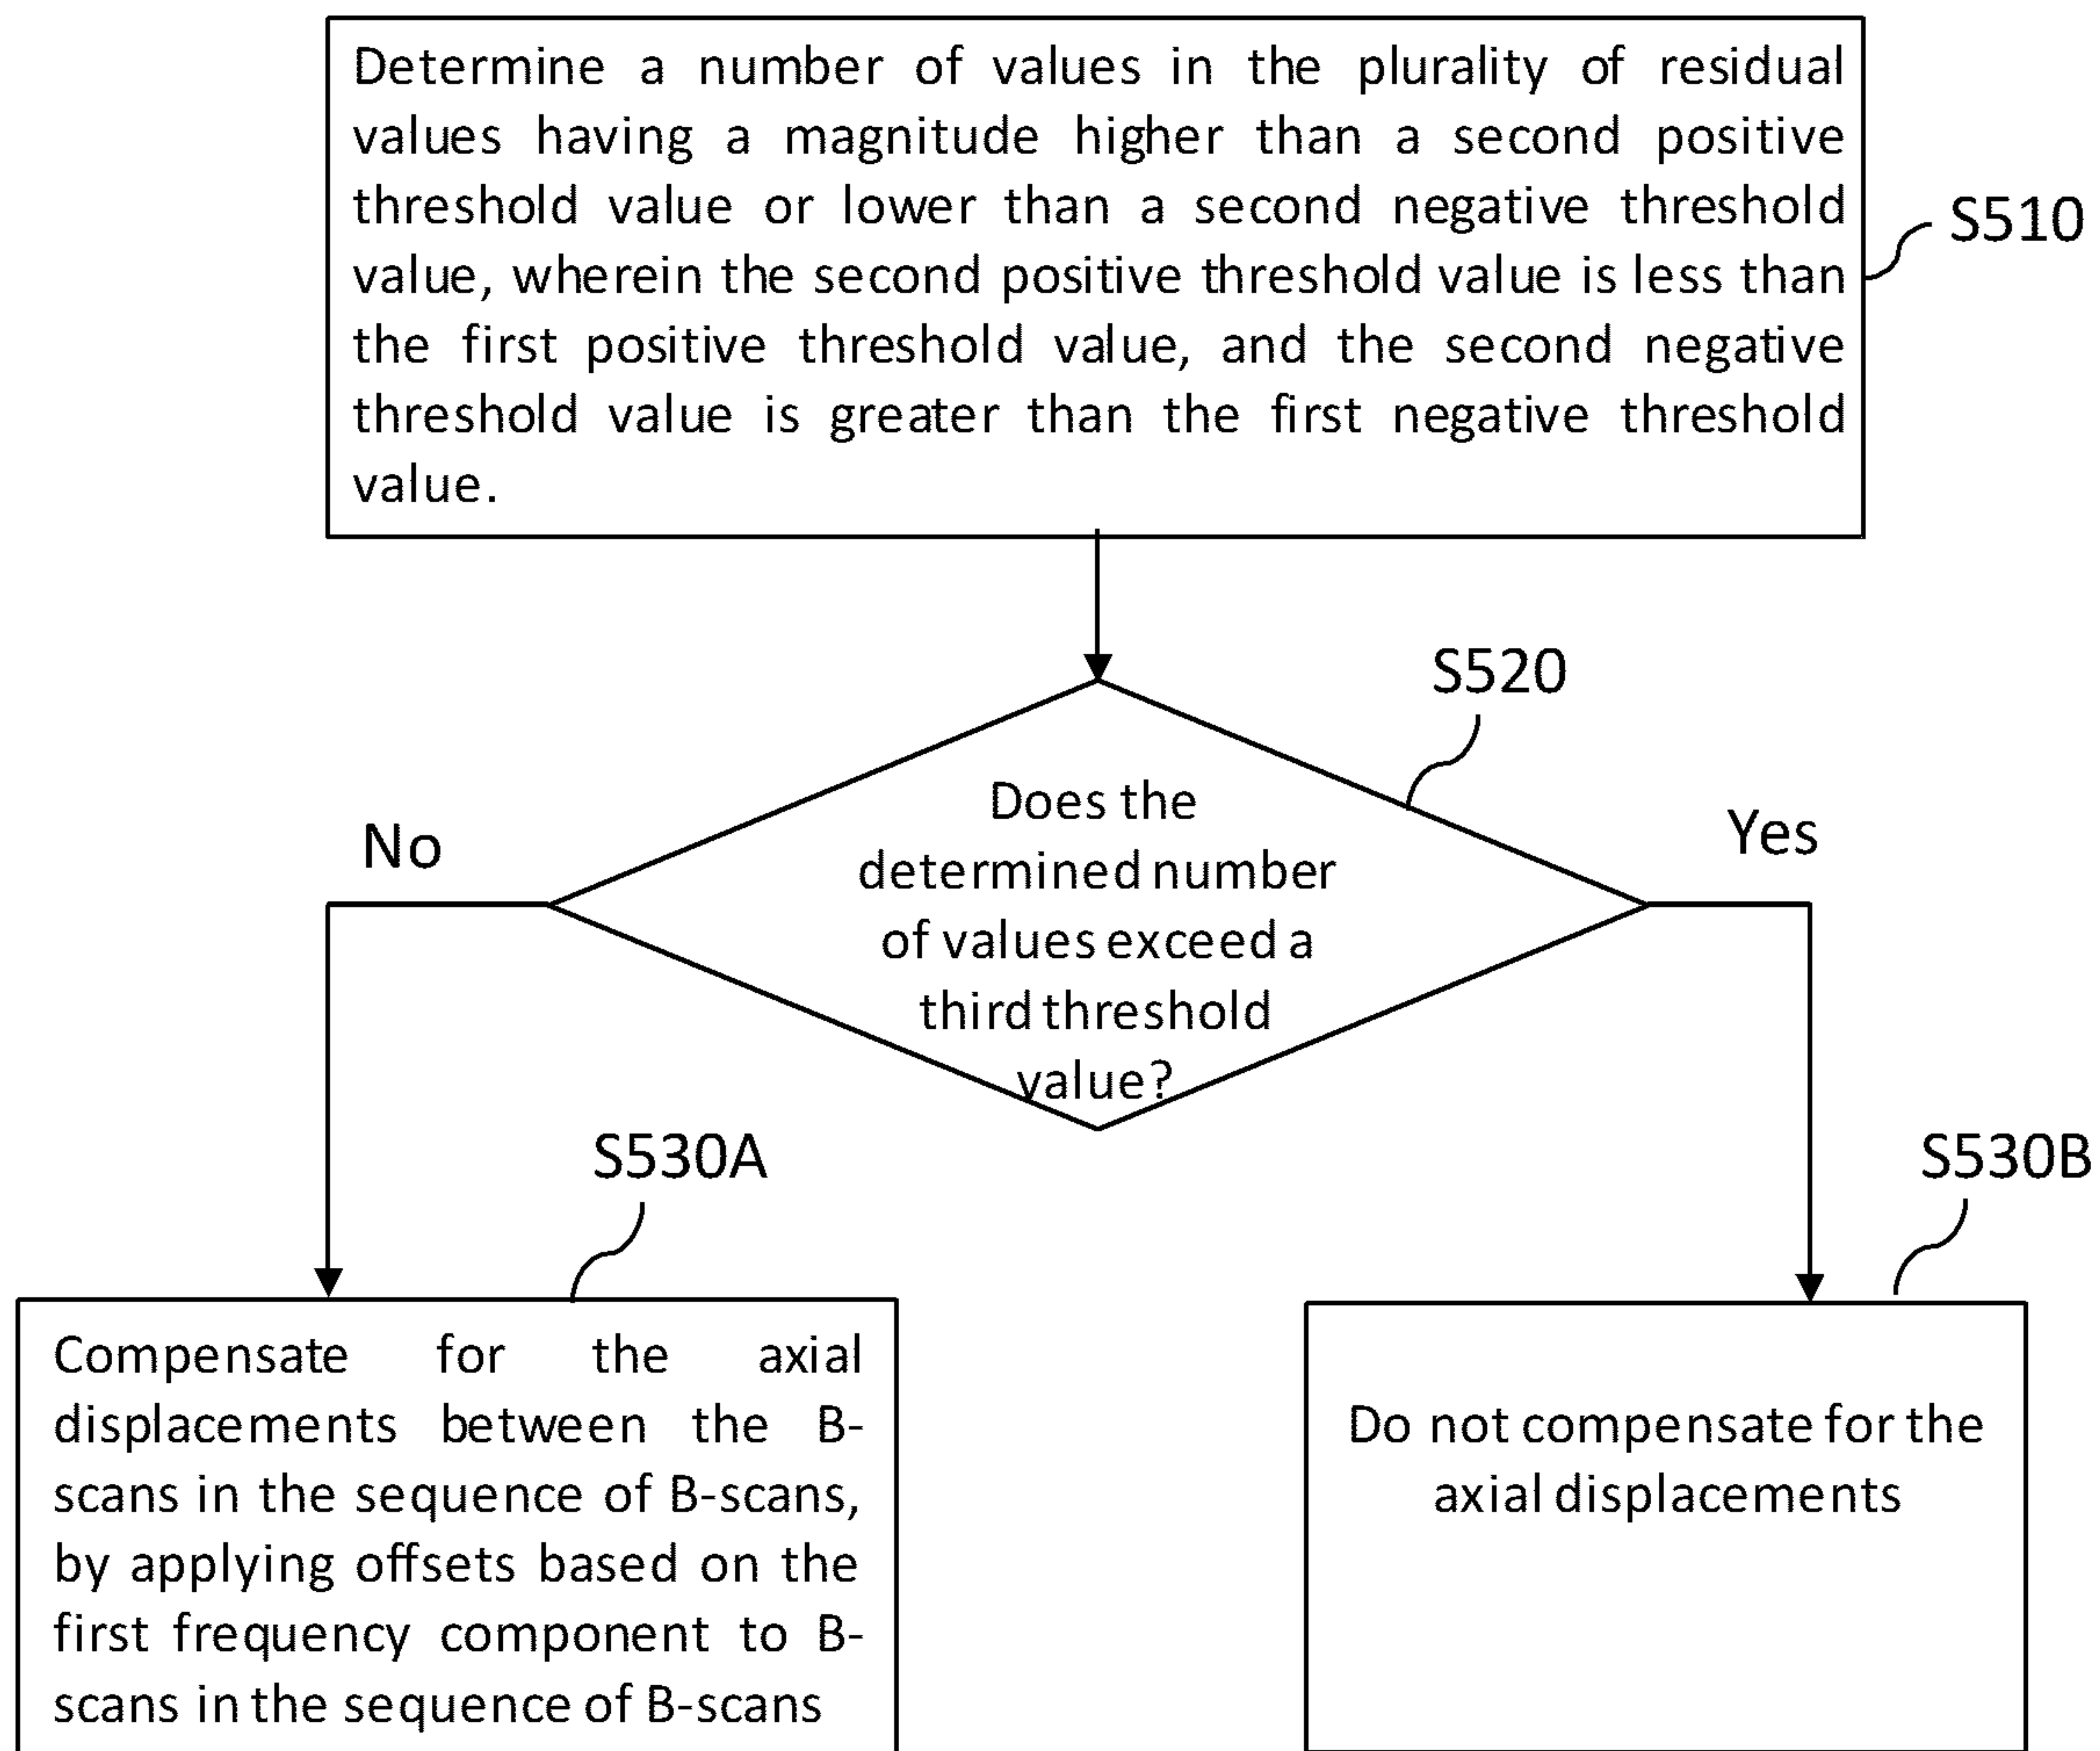 Determine a number of values in the plurality of residual
values having a magnitude higher than a second positive
threshold value or lower than a second negative threshold
value, wherein the second positive threshold value is less than
the first positive threshold value, and the second negative
threshold value is greater than the first negative threshold
value.
S510
S520
Does the
determined number
of values exceed a
third threshold
value?
No
Yes
S530A
S530B
Compensate for the axial
displacements between the B-
scans in the sequence of B-scans,
by applying offsets based on the
first frequency component to B-
scans in the sequence of B-scans
Do not compensate for the
axial displacements